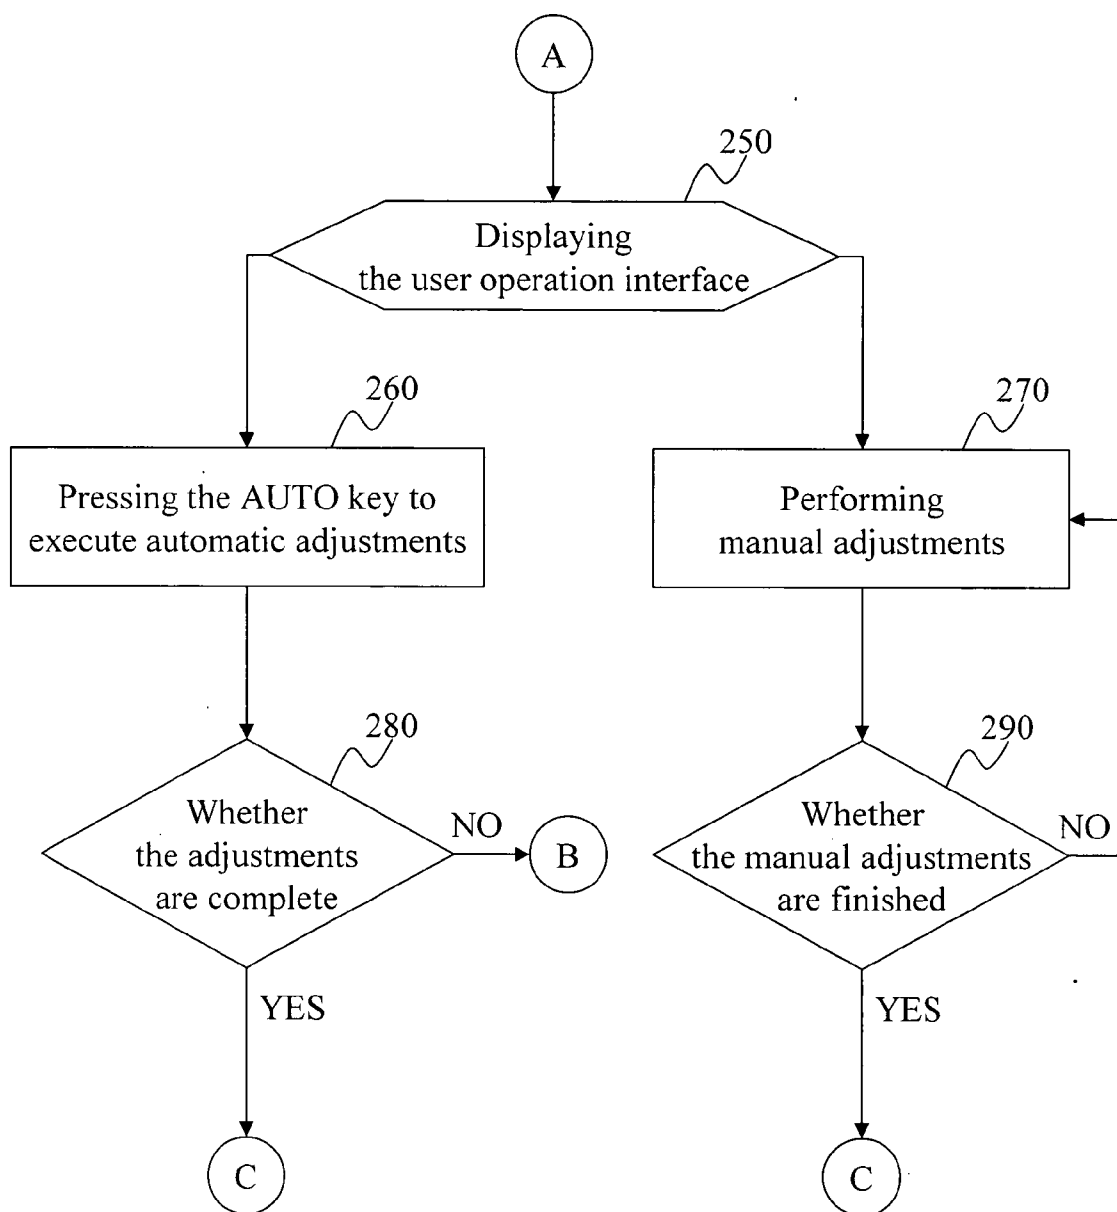 A
250
Displaying
the user operation interface
260
270
Pressing the AUTO key to
execute automatic adjustments
Performing
manual adjustments
280
290
Whether
the adjustments
are complete
NO
B
Whether
the manual adjustments
are finished
NO
YES
YES
C
C